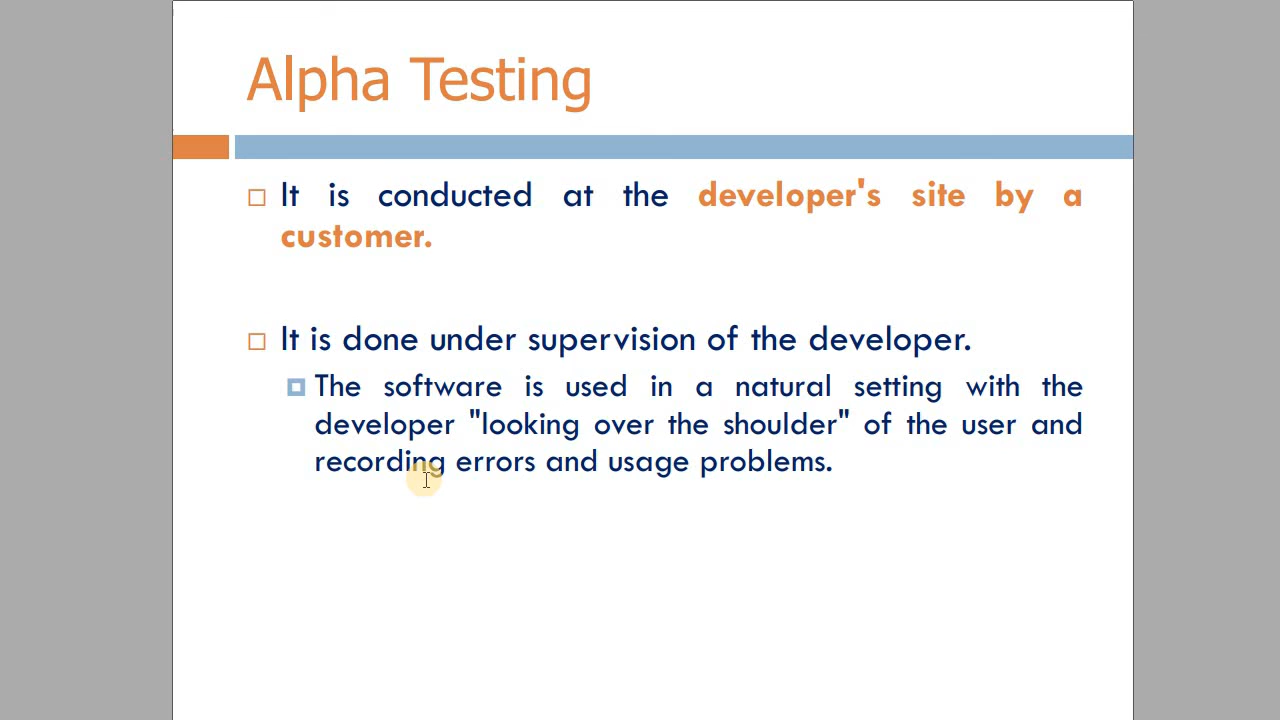 Alpha Testing
It is conducted at the developer's site by a
customer.
It is done under supervision of the developer.
The software is used in a natural setting with the
developer "looking over the shoulder" of the user and
recording errors and usage problems.